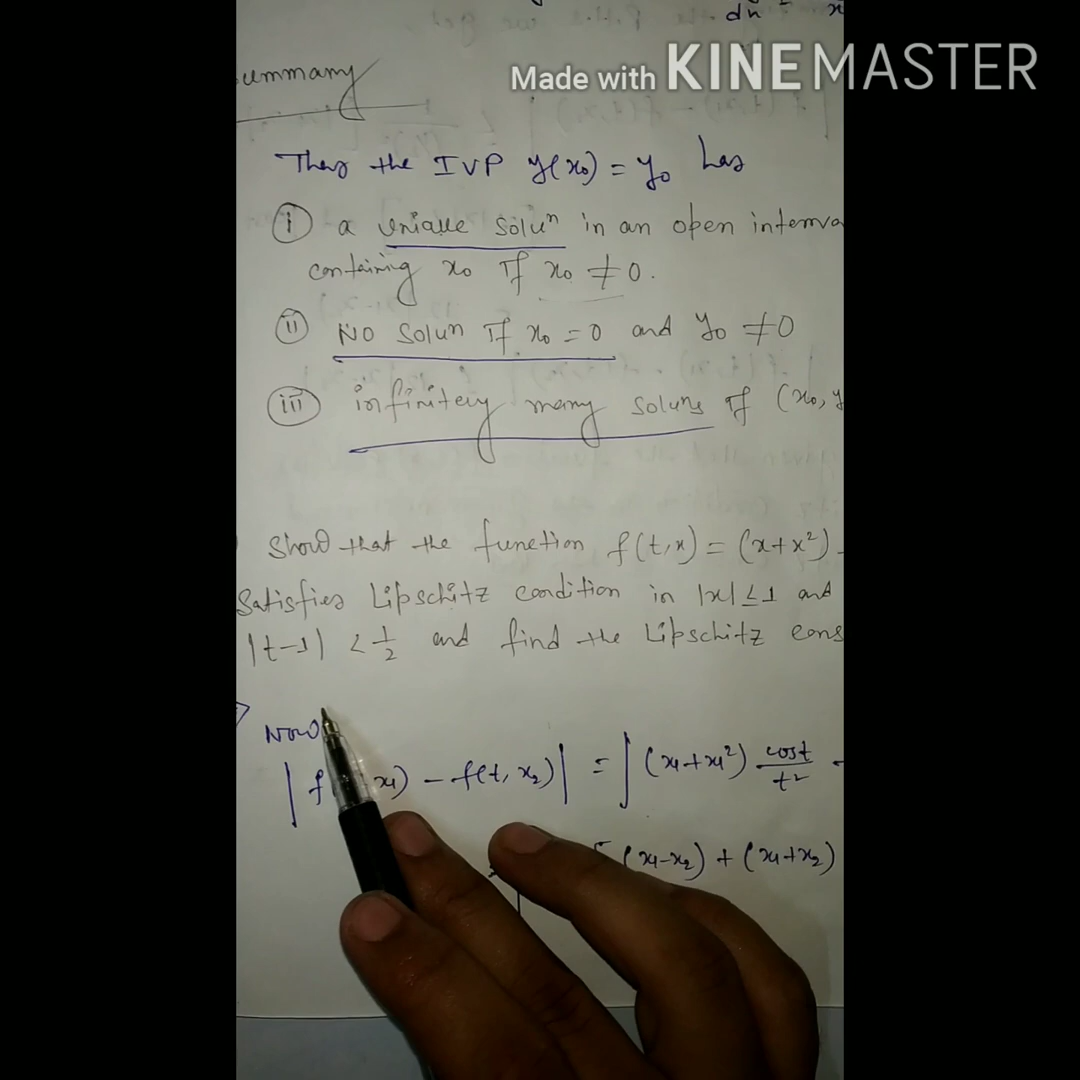 Made with KINEMASTER
dx = x
ummary
Thus the IVP y(x₀) = y₀ has
(i) a unique soluⁿ in an open interva
containing x₀ If x₀ ≠ 0.
(ii) NO Solun If x₀ = 0 and y₀ ≠ 0
(iii) infinitely many soluns If (x₀, y
Show that the function f(t,x) = (x+x²)
Satisfies Lipschitz condition in |x| ≤ 1 and
|t-1| < 1/2 and find the Lipschitz cons
Now
|f x₁) - f(t, x₂)| = |(x₁+x₁²) cost/t² -
(x₁-x₂) + (x₁+x₂)